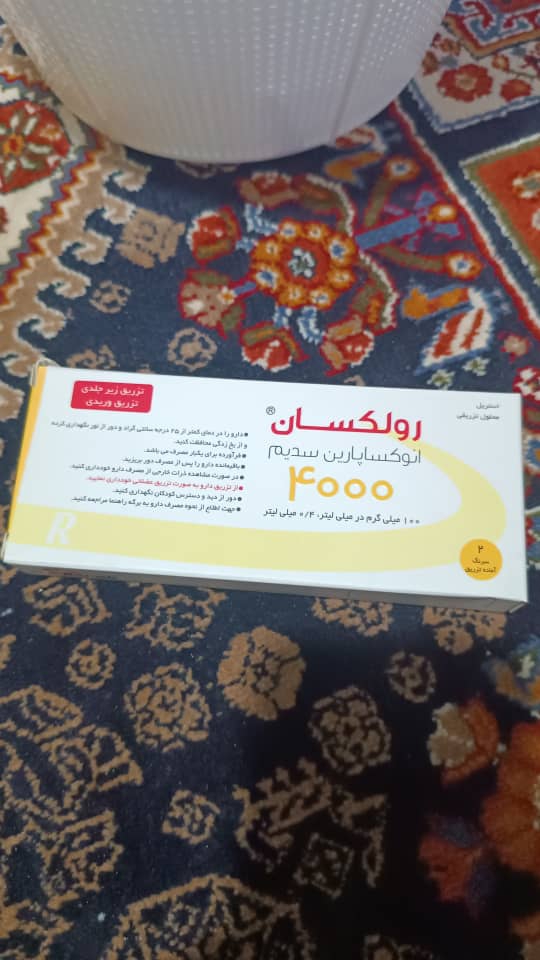 استریل
محلول تزریقی
رولکسان®
انوکساپارین سدیم
۴۰۰۰
۱۰۰ میلی گرم در میلی لیتر، ۰/۴ میلی لیتر
۲
سرنگ
آماده تزریق
تزریق زیر جلدی
تزریق وریدی
● دارو را در دمای کمتر از ۲۵ درجه سانتی گراد و دور از نور نگهداری کرده
و از یخ زدگی محافظت کنید.
● فرآورده برای یکبار مصرف می باشد.
● باقیمانده دارو را پس از مصرف دور بریزید.
● در صورت مشاهده ذرات خارجی از مصرف دارو خودداری کنید.
● از تزریق دارو به صورت تزریق عضلانی خودداری نمایید.
● دور از دید و دسترس کودکان نگهداری کنید.
● جهت اطلاع از نحوه مصرف دارو به برگه راهنما مراجعه کنید.
R